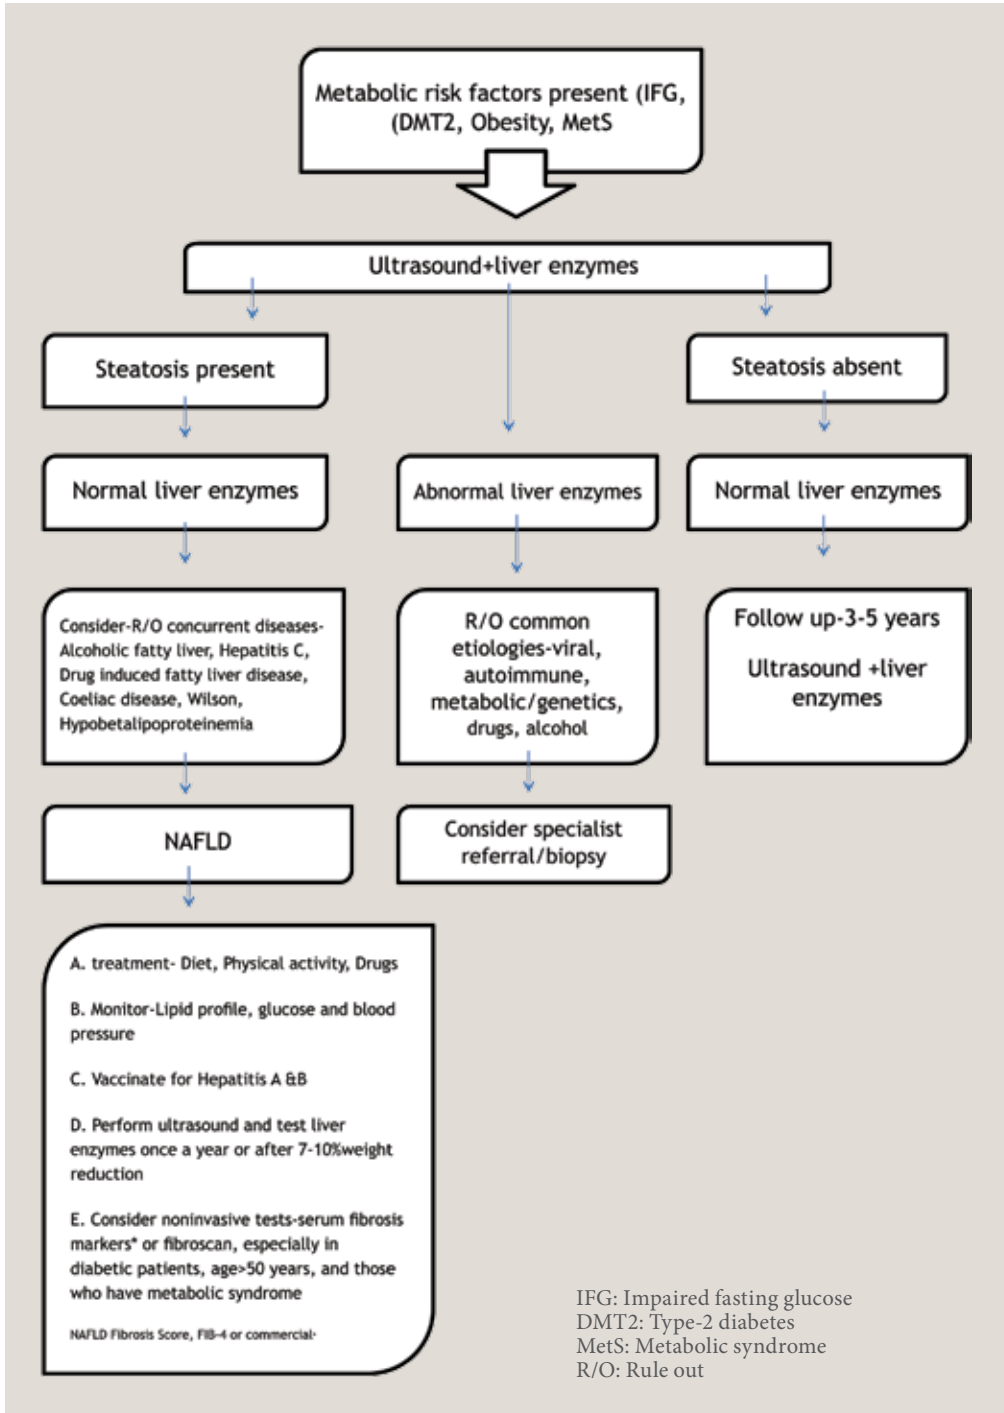 Metabolic risk factors present (IFG,
(DMT2, Obesity, MetS
Ultrasound+liver enzymes
Steatosis present
Steatosis absent
Normal liver enzymes
Abnormal liver enzymes
Normal liver enzymes
Consider-R/O concurrent diseases-
Alcoholic fatty liver, Hepatitis C,
Drug induced fatty liver disease,
Coeliac disease, Wilson,
Hypobetalipoproteinemia
R/O common
etiologies-viral,
autoimmune,
metabolic/genetics,
drugs, alcohol
Follow up-3-5 years
Ultrasound +liver
enzymes
NAFLD
Consider specialist
referral/biopsy
A. treatment- Diet, Physical activity, Drugs
B. Monitor-Lipid profile, glucose and blood
pressure
C. Vaccinate for Hepatitis A &B
D. Perform ultrasound and test liver
enzymes once a year or after 7-10%weight
reduction
E. Consider noninvasive tests-serum fibrosis
markers* or fibroscan, especially in
diabetic patients, age>50 years, and those
who have metabolic syndrome
NAFLD Fibrosis Score, FIB-4 or commercial·
IFG: Impaired fasting glucose
DMT2: Type-2 diabetes
MetS: Metabolic syndrome
R/O: Rule out